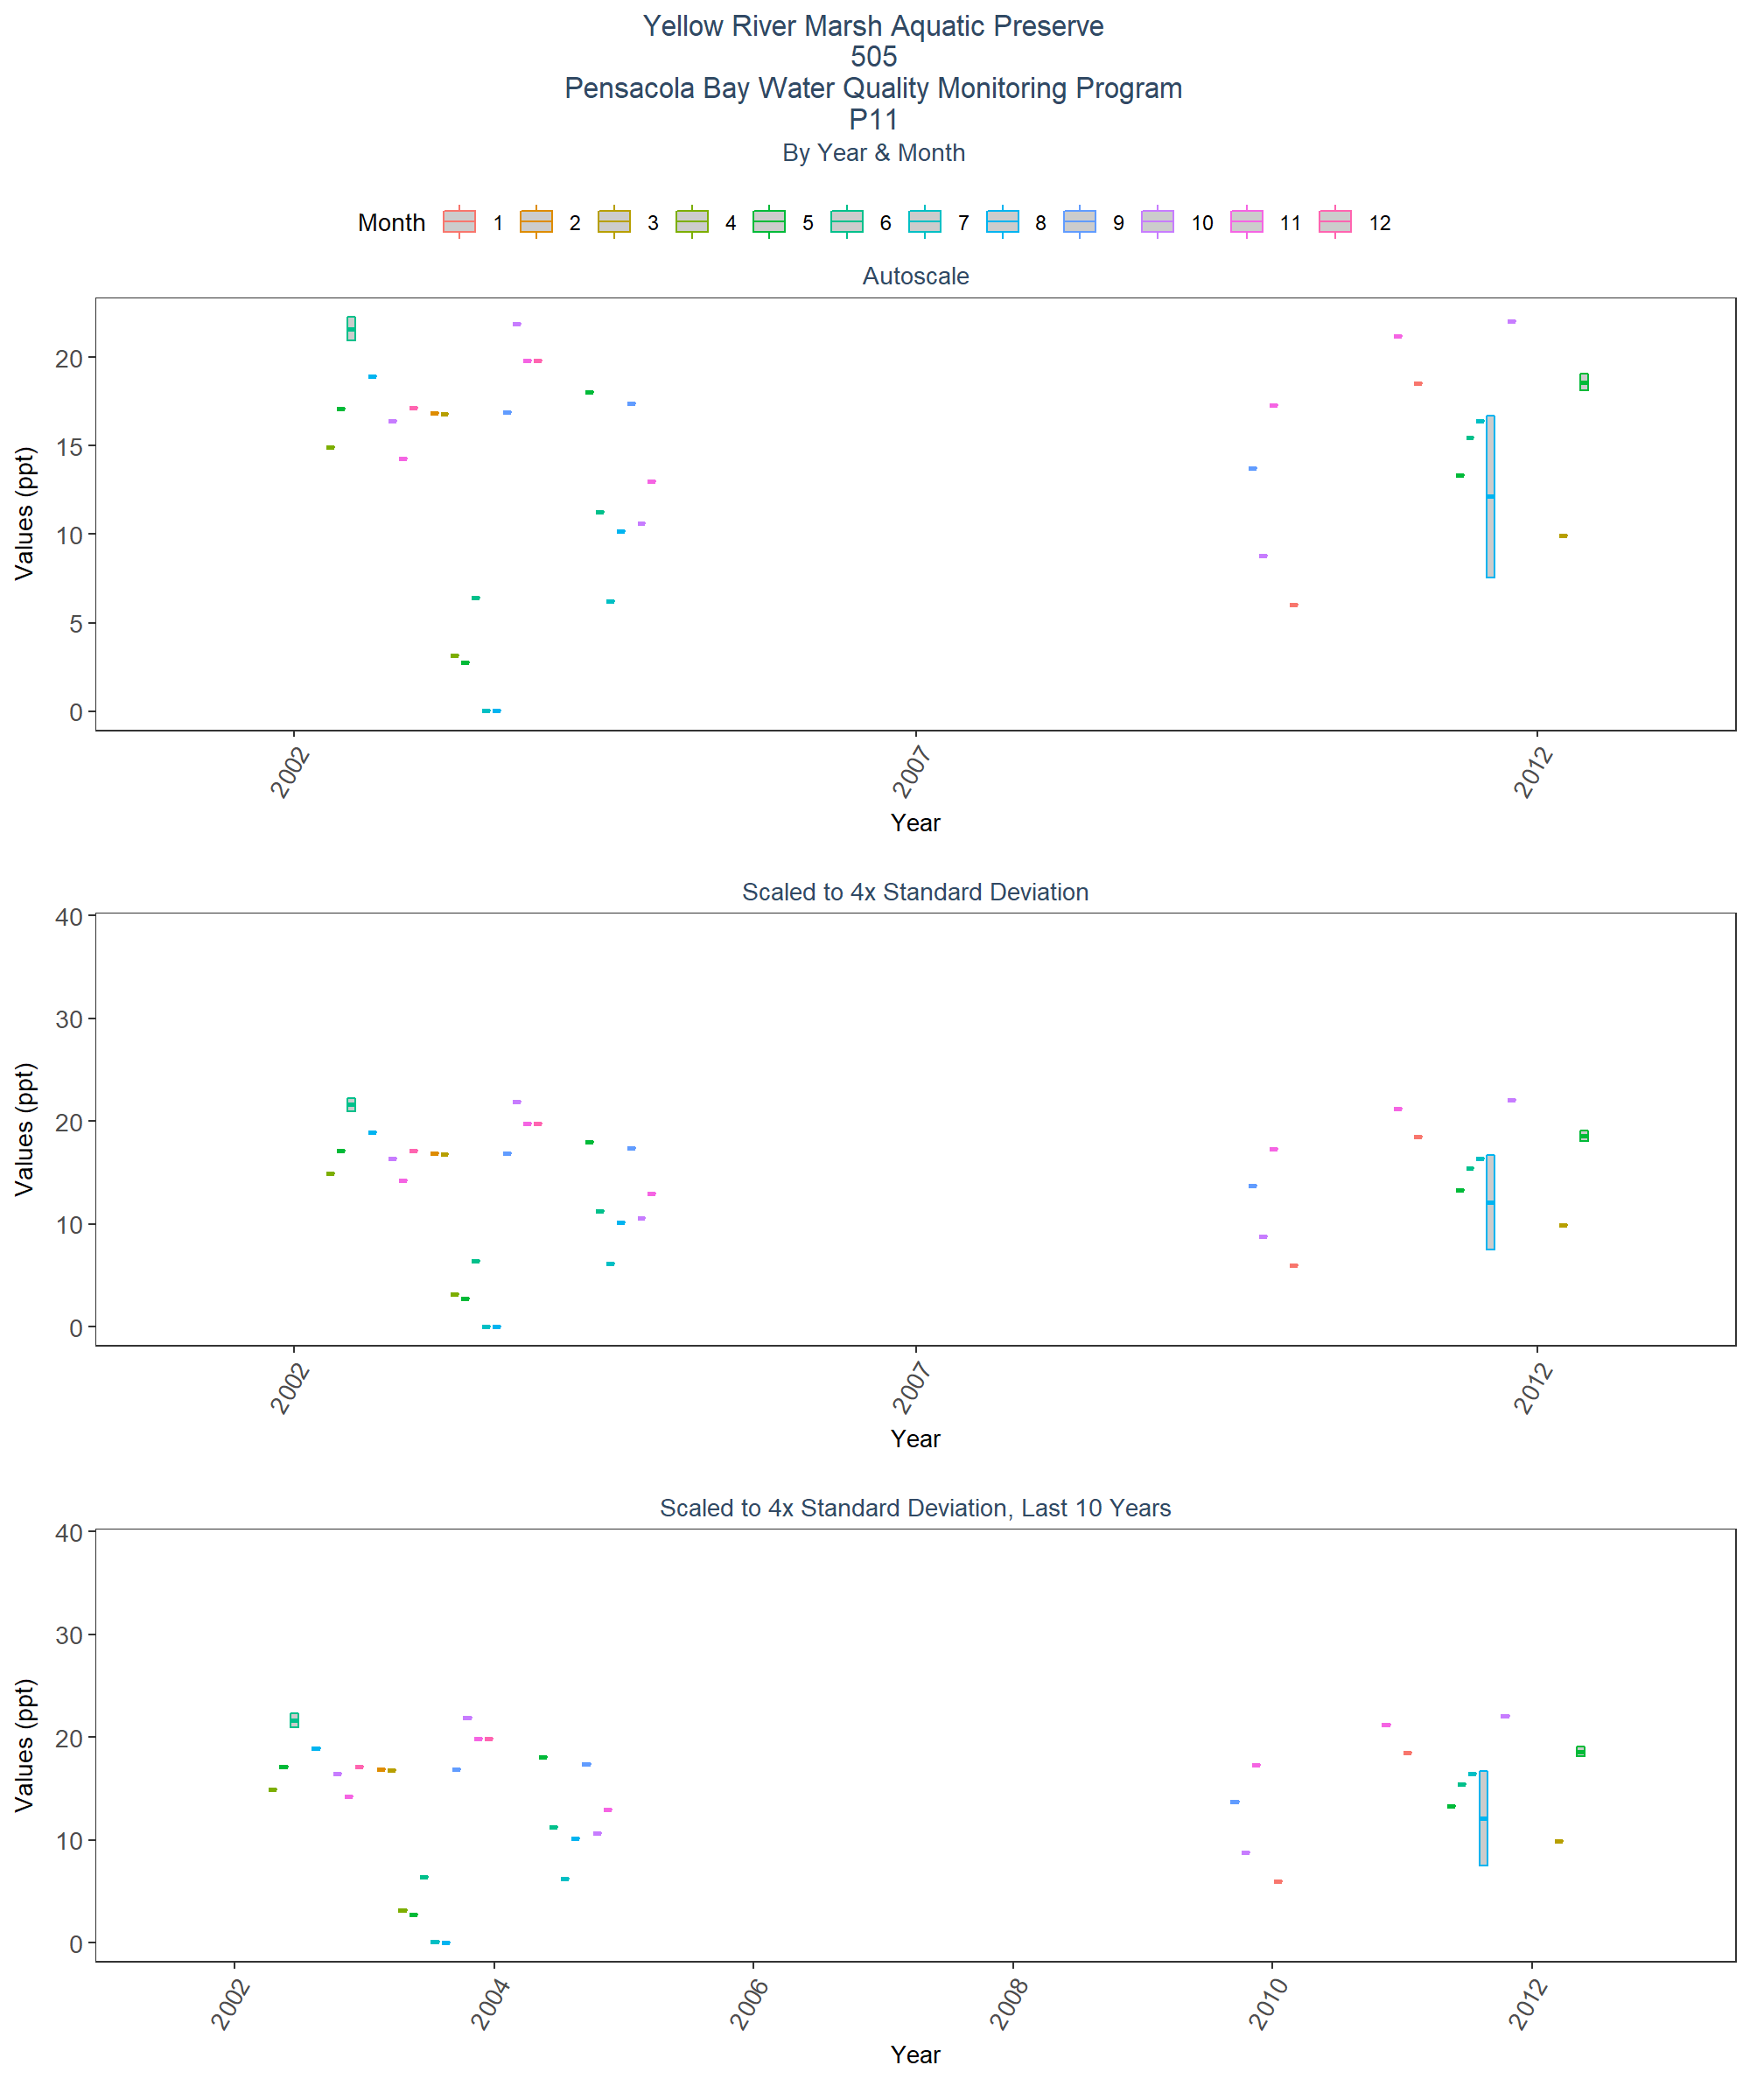 Yellow River Marsh Aquatic Preserve
505
Pensacola Bay Water Quality Monitoring Program
P11
By Year & Month
Month 1 2 3 4 5 6 7 8 9 10 11 12
Autoscale
Values (ppt)
20
15
10
5
0
2002 2007 2012
Year
Scaled to 4x Standard Deviation
Values (ppt)
40
30
20
10
0
2002 2007 2012
Year
Scaled to 4x Standard Deviation, Last 10 Years
Values (ppt)
40
30
20
10
0
2002 2004 2006 2008 2010 2012
Year